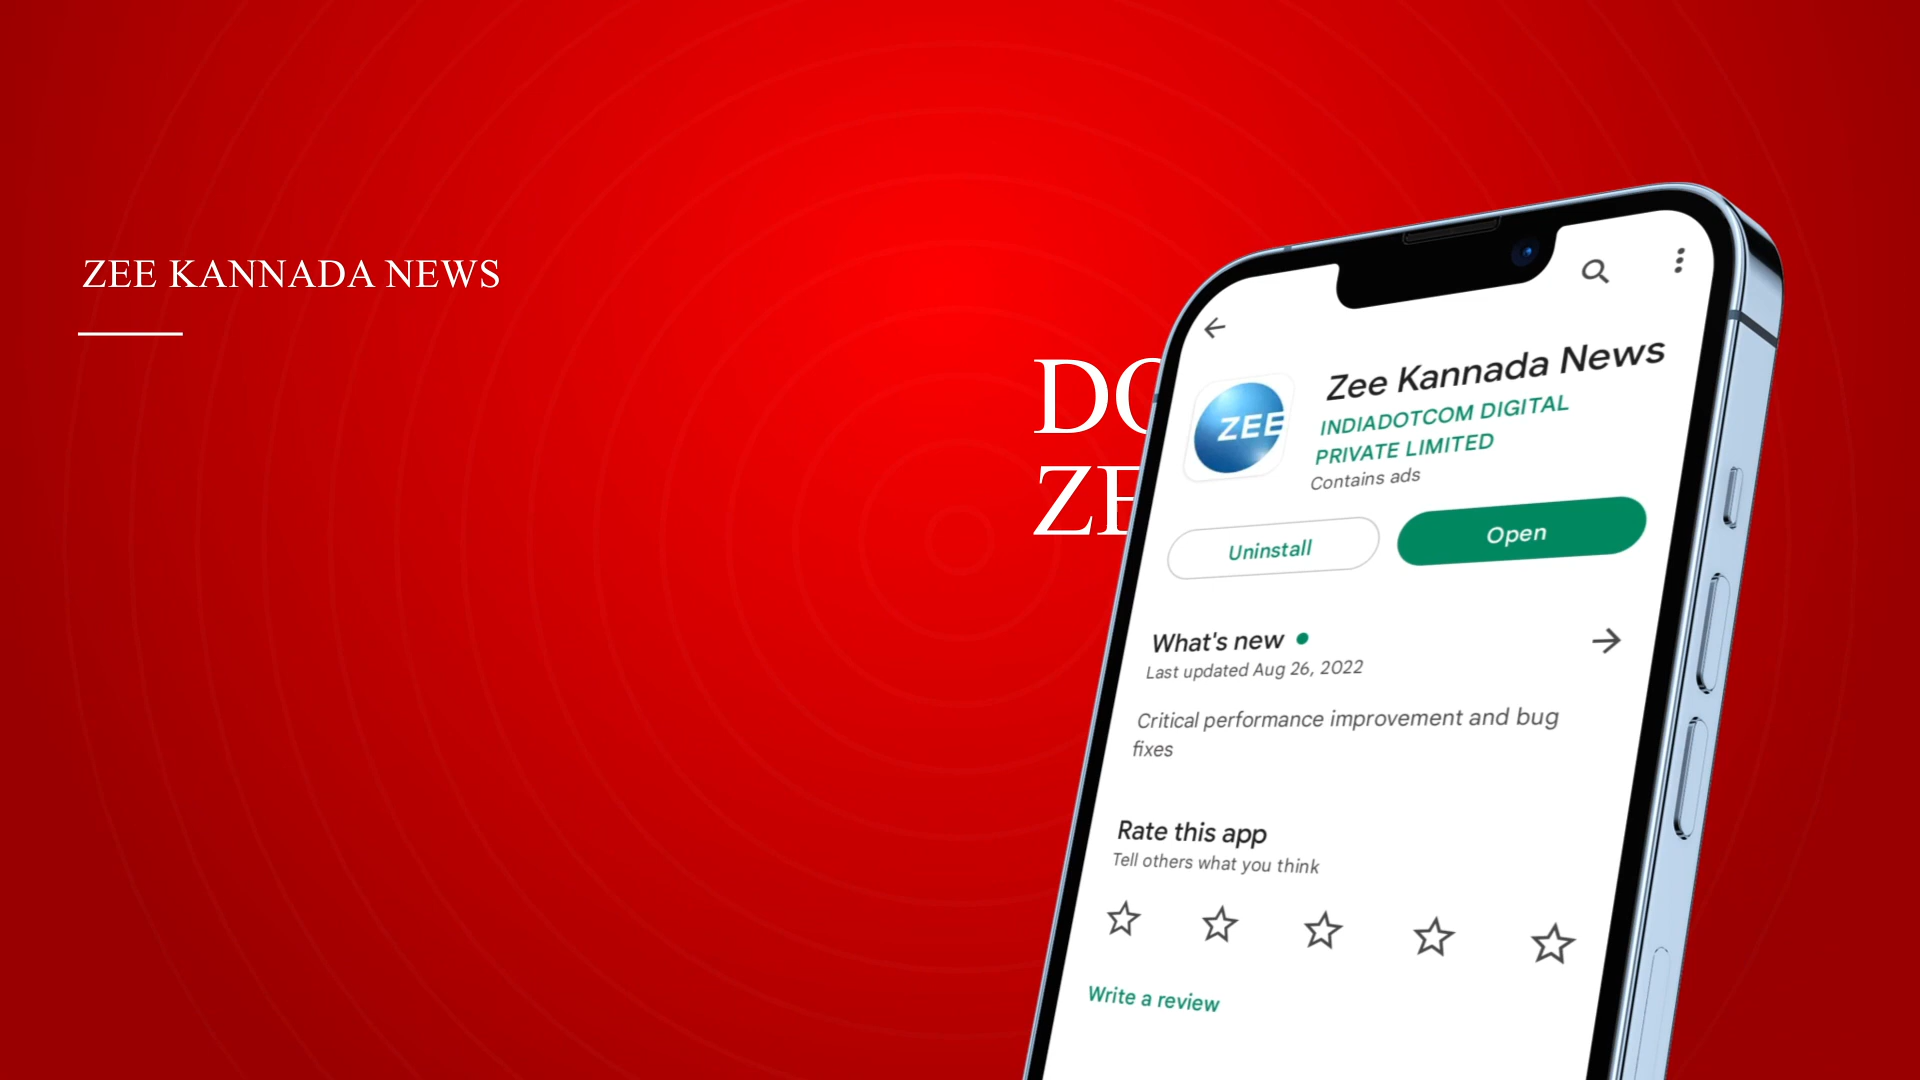 ZEE KANNADA NEWS
Zee Kannada News
ZEE
INDIADOTCOM DIGITAL
PRIVATE LIMITED
Contains ads
Uninstall
Open
What's new
Last updated Aug 26, 2022
Critical performance improvement and bug
fixes
Rate this app
Tell others what you think
Write a review